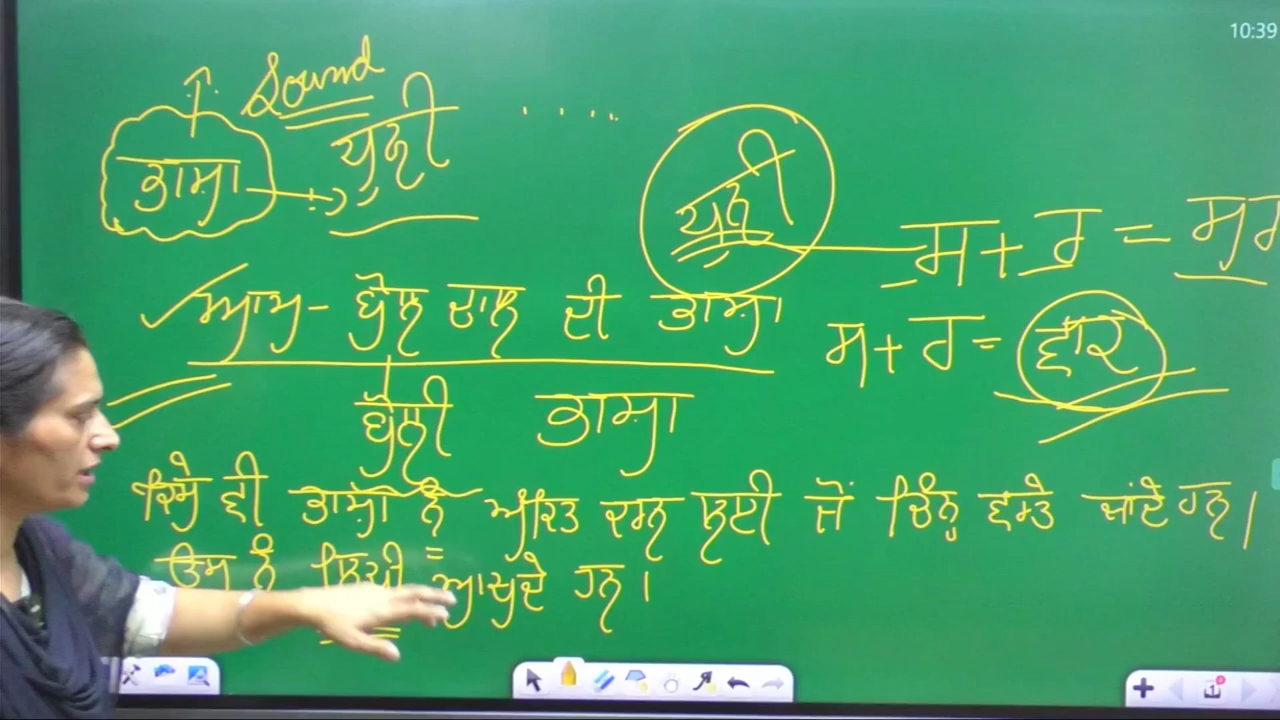 10:39
Sound
ਭਾਸ਼ਾ ਧੁਨੀ .....
ਧੁਨੀ
ਸ + ਰ =
ਆਮ - ਬੋਲ ਚਾਲ ਦੀ ਭਾਸ਼ਾ
ਸ + ਰ =
ਬੋਲੀ ਭਾਸ਼ਾ
ਕਿਸੇ ਵੀ ਭਾਸ਼ਾ ਨੂੰ ਅੰਕਿਤ ਕਰਨ ਲਈ ਜੋ ਚਿੰਨ੍ਹ ਵਰਤੇ ਜਾਂਦੇ ਹਨ।
ਉਸ ਨੂੰ ਲਿਪੀ ਆਖਦੇ ਹਨ।